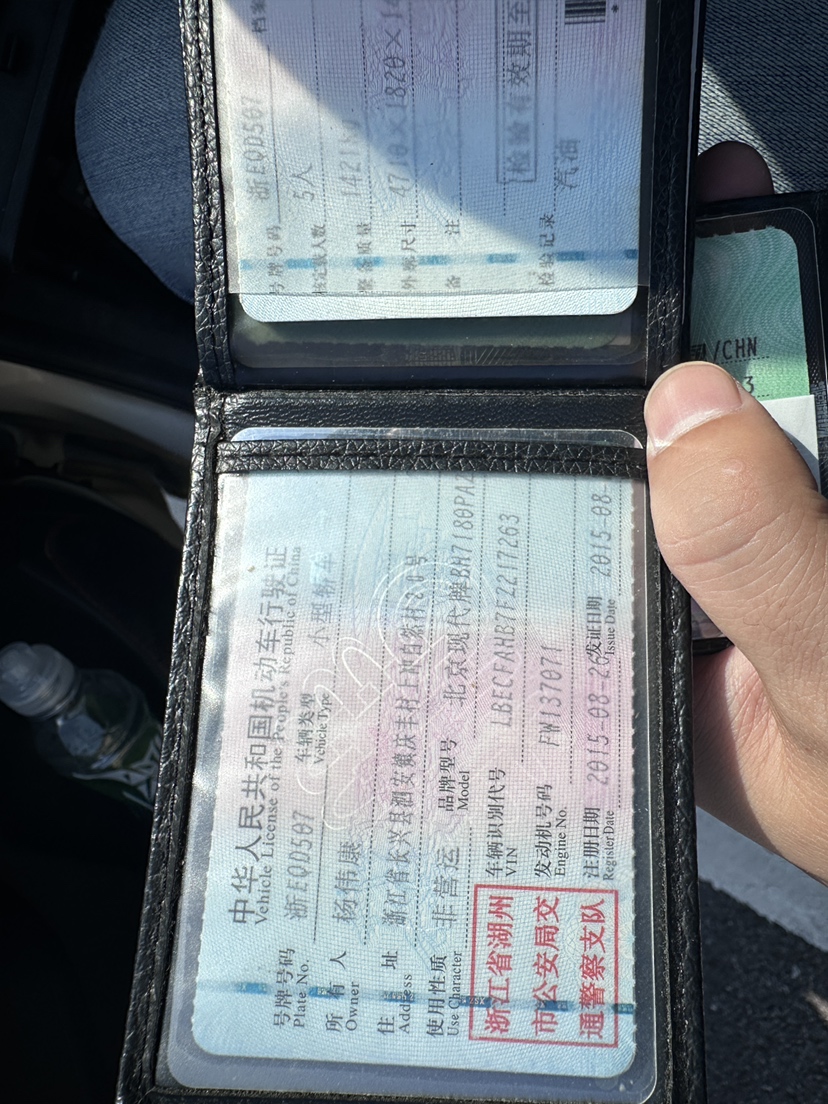 中华人民共和国机动车行驶证
Vehicle License of the People's Republic of China
号牌号码 浙EQD507 车辆类型 小型轿车
Plate No. Vehicle Type
所有人 杨伟康
Owner
住址 浙江省长兴县泗安镇庆丰村上冲自然村20号
Address
使用性质 非营运 品牌型号 北京现代牌BH7180PAZ
Use Character Model
浙江省湖州
市公安局交
通警察支队
车辆识别代号 LBECFAHB7FZ217263
VIN
发动机号码 FW137071
Engine No.
注册日期 2015-08-26 发证日期 2015-08-
Register Date Issue Date
号牌号码 浙EQD507 档案
核定载人数 5人
整备质量
外廓尺寸 4710×1820×14
备注
检验有效期至
检验记录 汽油
/CHN
3